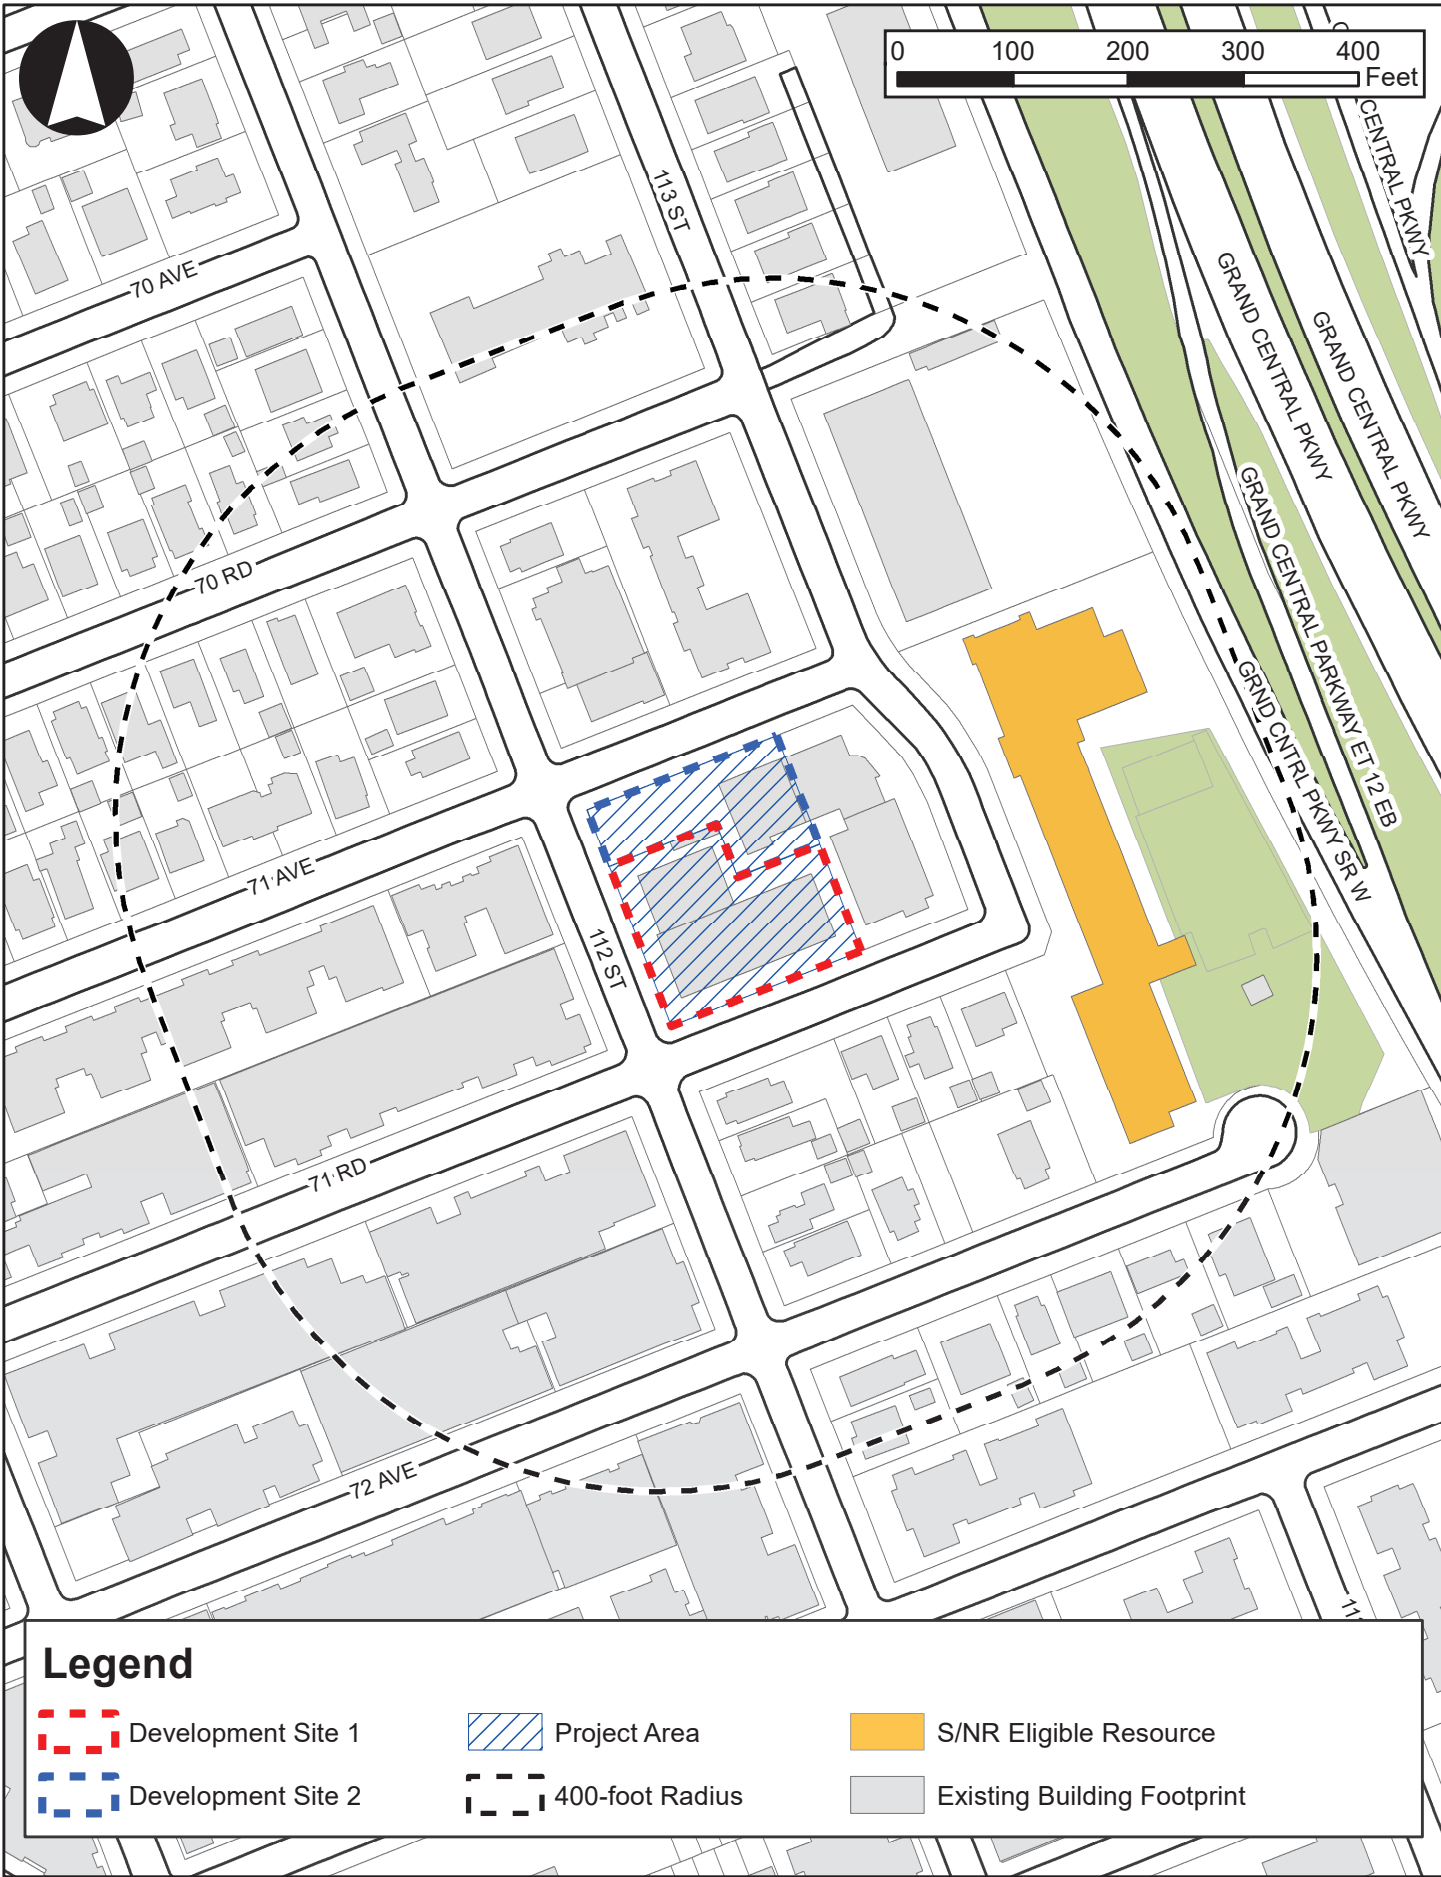 0 100 200 300 400
Feet
CENTRAL PKWY
113 ST
70 AVE
GRAND CENTRAL PKWY
GRAND CENTRAL PKWY
GRAND CENTRAL PARKWAY ET 12 EB
70 RD
GRND CNTRL PKWY SR W
71 AVE
112 ST
71 RD
72 AVE
Legend
Development Site 1
Project Area
S/NR Eligible Resource
Development Site 2
400-foot Radius
Existing Building Footprint